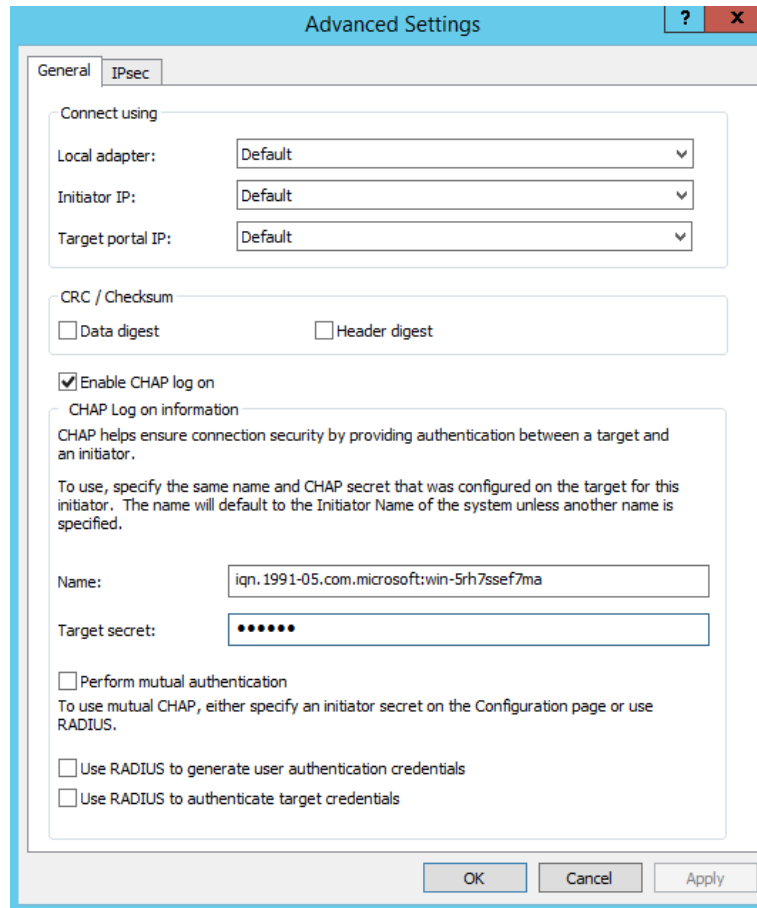 Advanced Settings
? x
General IPsec
Connect using
Local adapter: Default
Initiator IP: Default
Target portal IP: Default
CRC / Checksum
Data digest Header digest
Enable CHAP log on
CHAP Log on information
CHAP helps ensure connection security by providing authentication between a target and
an initiator.
To use, specify the same name and CHAP secret that was configured on the target for this
initiator. The name will default to the Initiator Name of the system unless another name is
specified.
Name: iqn.1991-05.com.microsoft:win-5rh7ssef7ma
Target secret: ••••••
Perform mutual authentication
To use mutual CHAP, either specify an initiator secret on the Configuration page or use
RADIUS.
Use RADIUS to generate user authentication credentials
Use RADIUS to authenticate target credentials
OK Cancel Apply